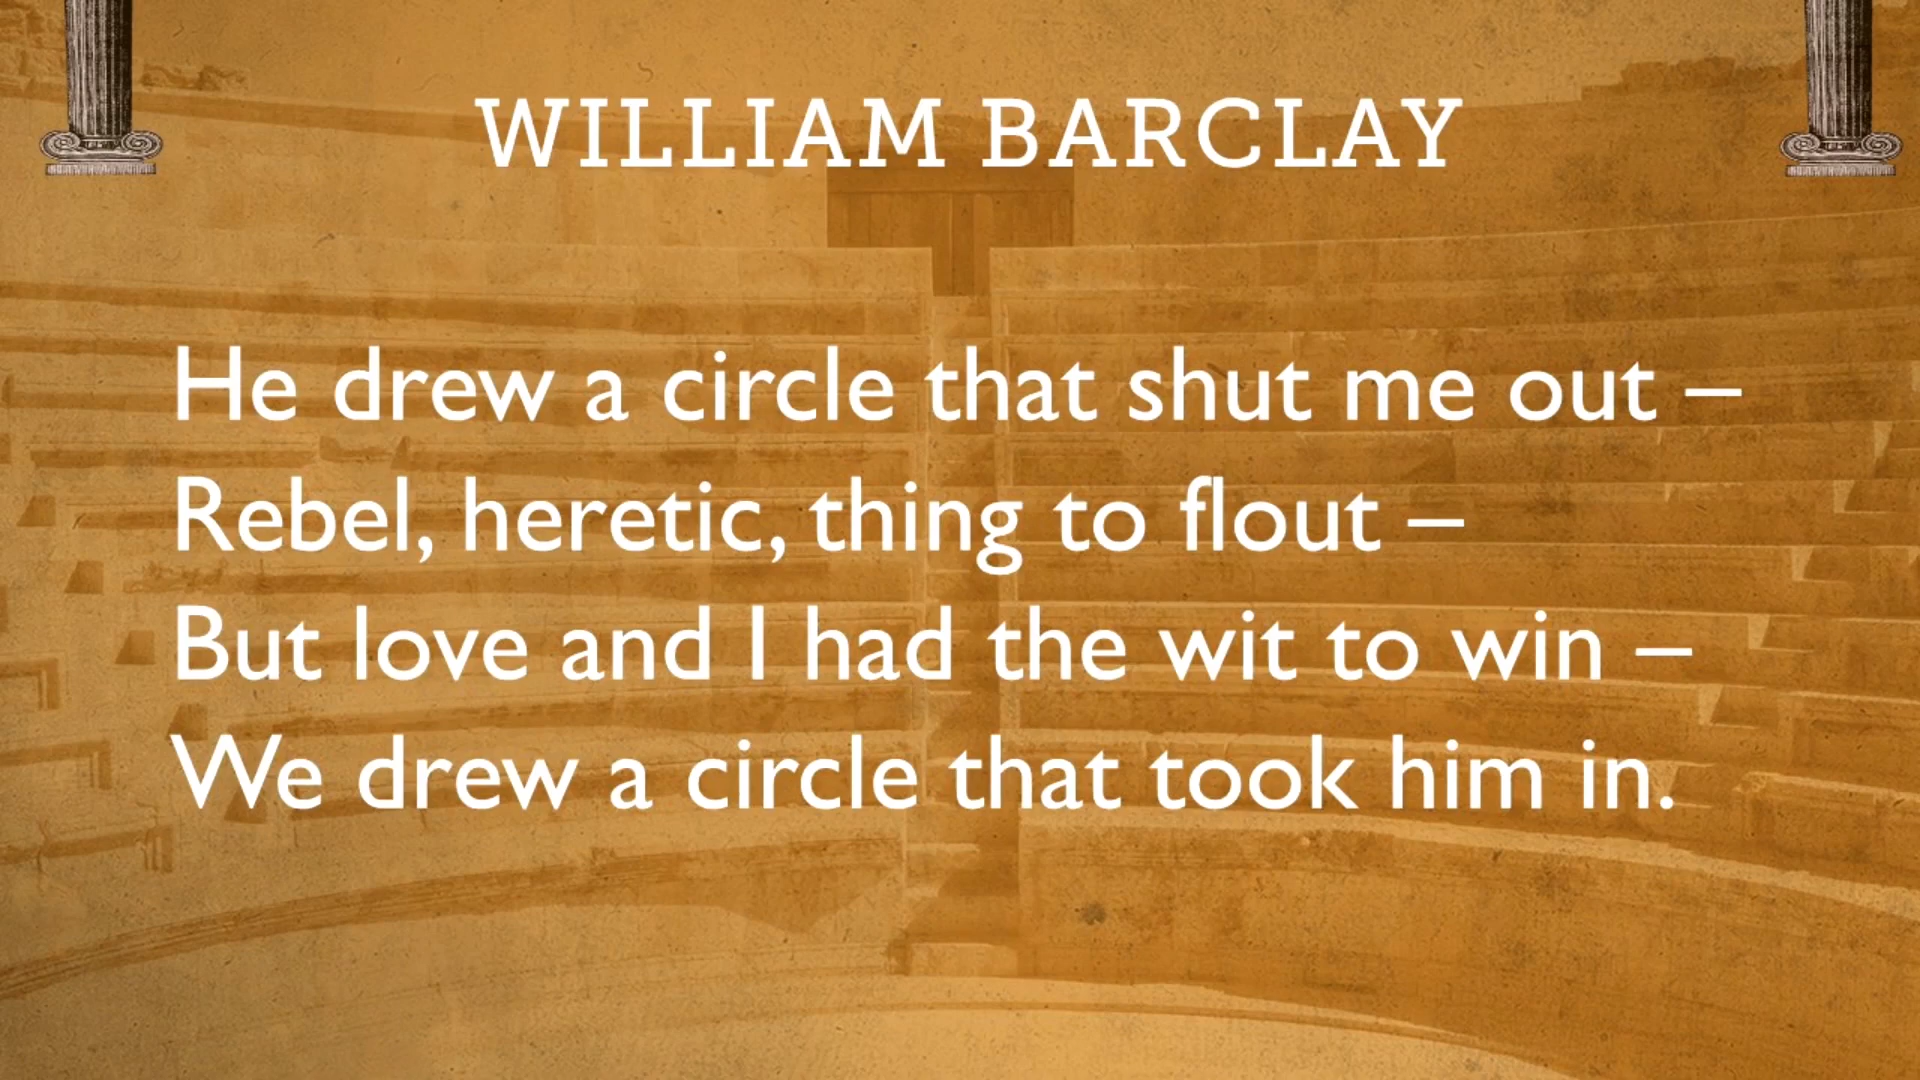 WILLIAM BARCLAY
He drew a circle that shut me out –
Rebel, heretic, thing to flout –
But love and I had the wit to win –
We drew a circle that took him in.